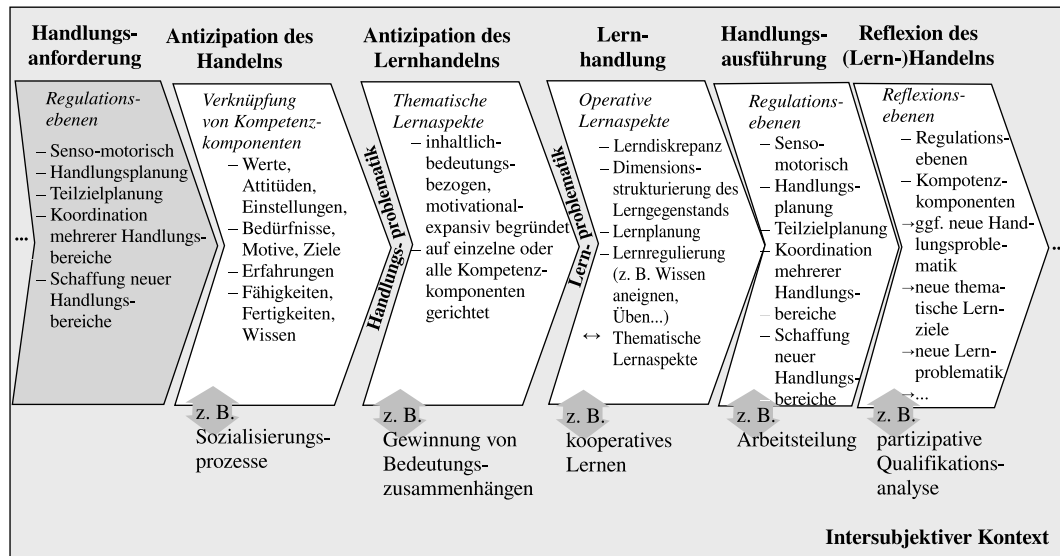 Handlungs-
anforderung
Regulations-
ebenen
– Senso-motorisch
– Handlungsplanung
– Teilzielplanung
– Koordination
mehrerer Handlungs-
bereiche
– Schaffung neuer
Handlungs-
bereiche
...
Antizipation des
Handelns
Verknüpfung
von Kompetenz-
komponenten
– Werte,
Attitüden,
Einstellungen,
– Bedürfnisse,
Motive, Ziele
– Erfahrungen
– Fähigkeiten,
Fertigkeiten,
Wissen
z. B.
Sozialisierungs-
prozesse
Handlungs-problematik
Antizipation des
Lernhandelns
Thematische
Lernaspekte
– inhaltlich-
bedeutungs-
bezogen,
motivational-
expansiv begründet
– auf einzelne oder
alle Kompetenz-
komponenten
gerichtet
z. B.
Gewinnung von
Bedeutungs-
zusammenhängen
Lern-problematik
Lern-
handlung
Operative
Lernaspekte
– Lerndiskrepanz
– Dimensions-
strukturierung des
Lerngegenstands
– Lernplanung
– Lernregulierung
(z. B. Wissen
aneignen,
Üben...)
↔ Thematische
Lernaspekte
z. B.
kooperatives
Lernen
Handlungs-
ausführung
Regulations-
ebenen
– Senso-
motorisch
– Handlungs-
planung
– Teilzielplanung
– Koordination
mehrerer
Handlungs-
bereiche
– Schaffung
neuer
Handlungs-
bereiche
z. B.
Arbeitsteilung
Reflexion des
(Lern-)Handelns
Reflexions-
ebenen
– Regulations-
ebenen
– Kompotenz-
komponenten
→ggf. neue Hand-
lungsproble-
matik
→neue thema-
tische Lern-
ziele
→neue Lern-
problematik
→...
...
z. B.
partizipative
Qualifikations-
analyse
Intersubjektiver Kontext